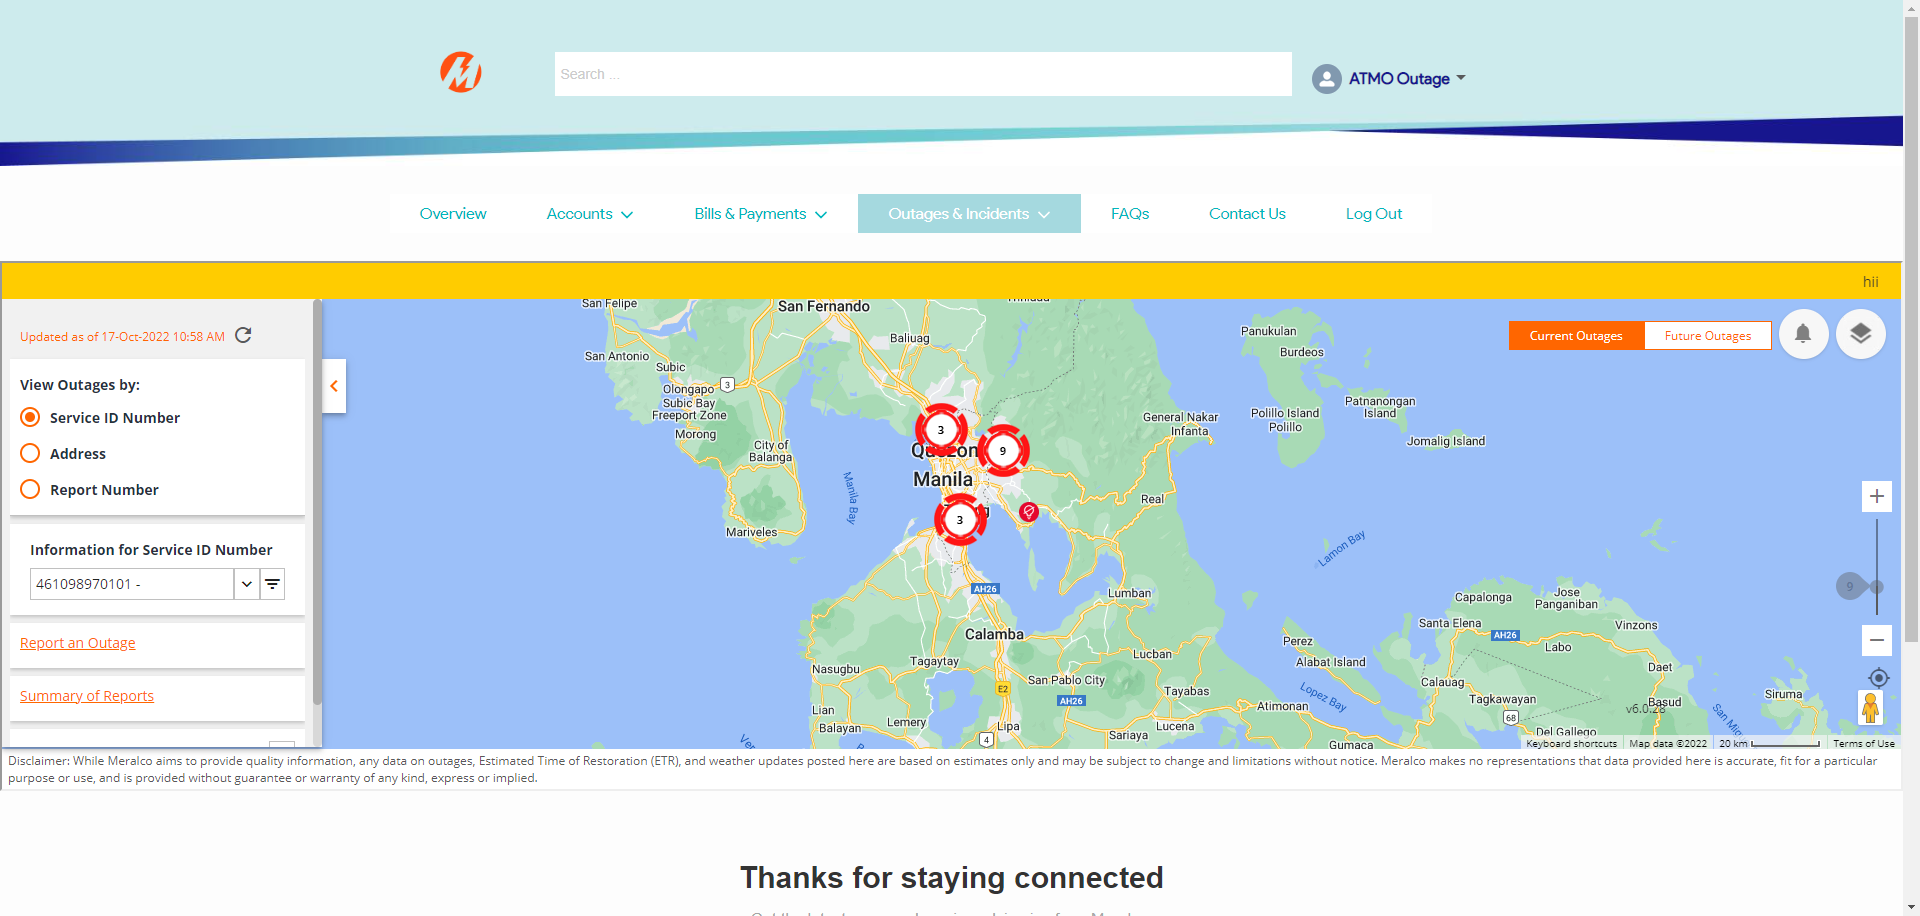 Search ...
ATMO Outage
Overview
Accounts
Bills & Payments
Outages & Incidents
FAQs
Contact Us
Log Out
hii
Updated as of 17-Oct-2022 10:58 AM
View Outages by:
Service ID Number
Address
Report Number
Information for Service ID Number
461098970101 -
Report an Outage
Summary of Reports
Current Outages
Future Outages
San Felipe
San Fernando
Baliuag
San Antonio
Subic
Olongapo
3
Subic Bay
Freeport Zone
Morong
City of
Balanga
Mariveles
Manila Bay
3
9
Manila
3
Panukulan
Burdeos
General Nakar
Infanta
Polillo Island
Polillo
Patnanongan
Island
Jomalig Island
Real
Lamon Bay
AH26
Lumban
Calamba
Lucban
Nasugbu
Tagaytay
San Pablo City
E2
AH26
Tayabas
Lian
Balayan
Lemery
Lipa
4
Lucena
Sariaya
Atimonan
Gumaca
Perez
Alabat Island
Lopez Bay
Calauag
Tagkawayan
68
Del Gallego
Capalonga
Jose
Panganiban
Santa Elena
AH26
Vinzons
Labo
Daet
Basud
Siruma
9
v6.0.28
Keyboard shortcuts
Map data ©2022
20 km
Terms of Use
Disclaimer: While Meralco aims to provide quality information, any data on outages, Estimated Time of Restoration (ETR), and weather updates posted here are based on estimates only and may be subject to change and limitations without notice. Meralco makes no representations that data provided here is accurate, fit for a particular
purpose or use, and is provided without guarantee or warranty of any kind, express or implied.
Thanks for staying connected